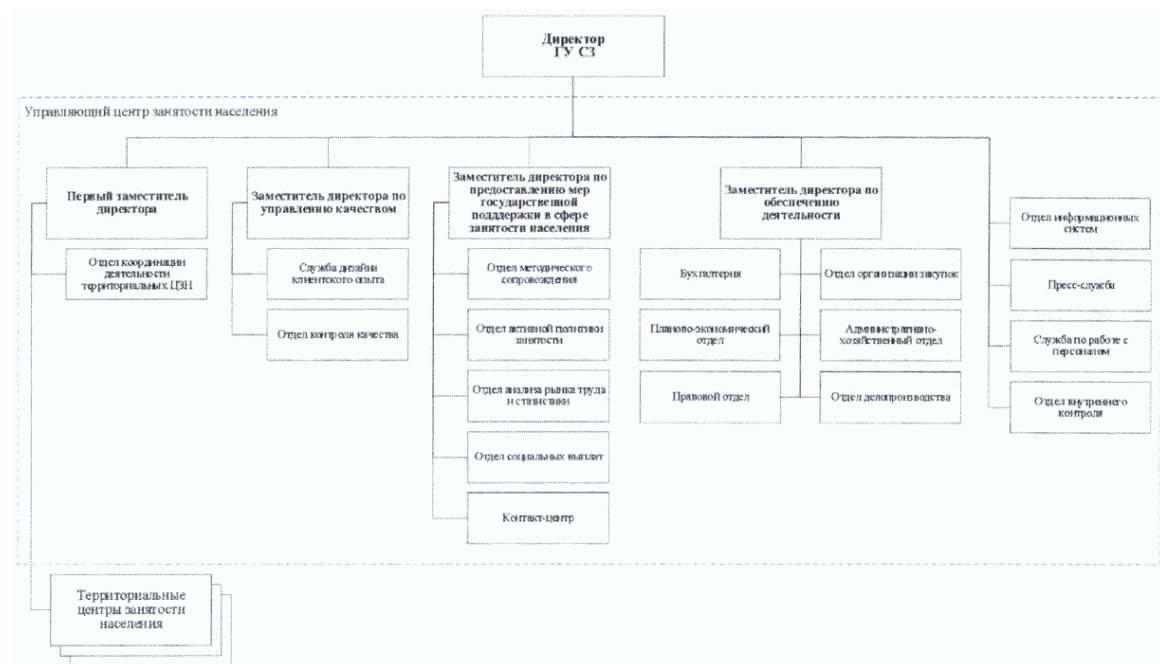 Директор
ГУ СЗ
Управляющий центр занятости населения
Первый заместитель
директора
Отдел координации
деятельности
территориальных ЦЗН
Территориальные
центры занятости
населения
Заместитель директора по
управлению качеством
Служба дизайна
клиентского опыта
Отдел контроля качества
Заместитель директора по
предоставлению мер
государственной
подддержки в сфере
занятости населения
Отдел методического
сопровождения
Отдел активной политики
занятости
Отдел анализа рынка труда
и статистики
Отдел социальных выплат
Контакт-центр
Заместитель директора по
обеспечению
деятельности
Бухгалтерия
Отдел организации закупок
Планово-экономический
отдел
Административно-
хозяйственный отдел
Правовой отдел
Отдел делопроизводства
Отдел информационных
систем
Пресс-служба
Служба по работе с
персоналом
Отдел внутреннего
контроля